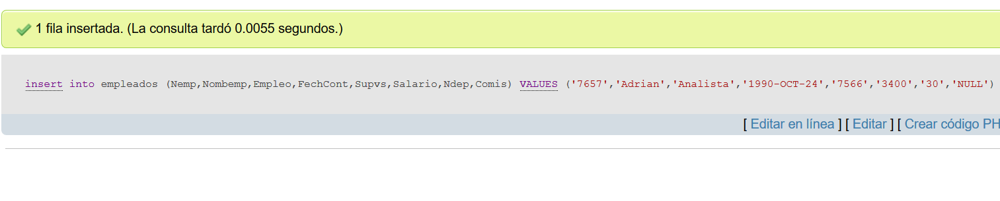 1 fila insertada. (La consulta tardó 0.0055 segundos.)
insert into empleados (Nemp,Nombemp,Empleo,FechCont,Supvs,Salario,Ndep,Comis) VALUES ('7657','Adrian','Analista','1990-OCT-24','7566','3400','30','NULL')
[ Editar en línea ] [ Editar ] [ Crear código PH